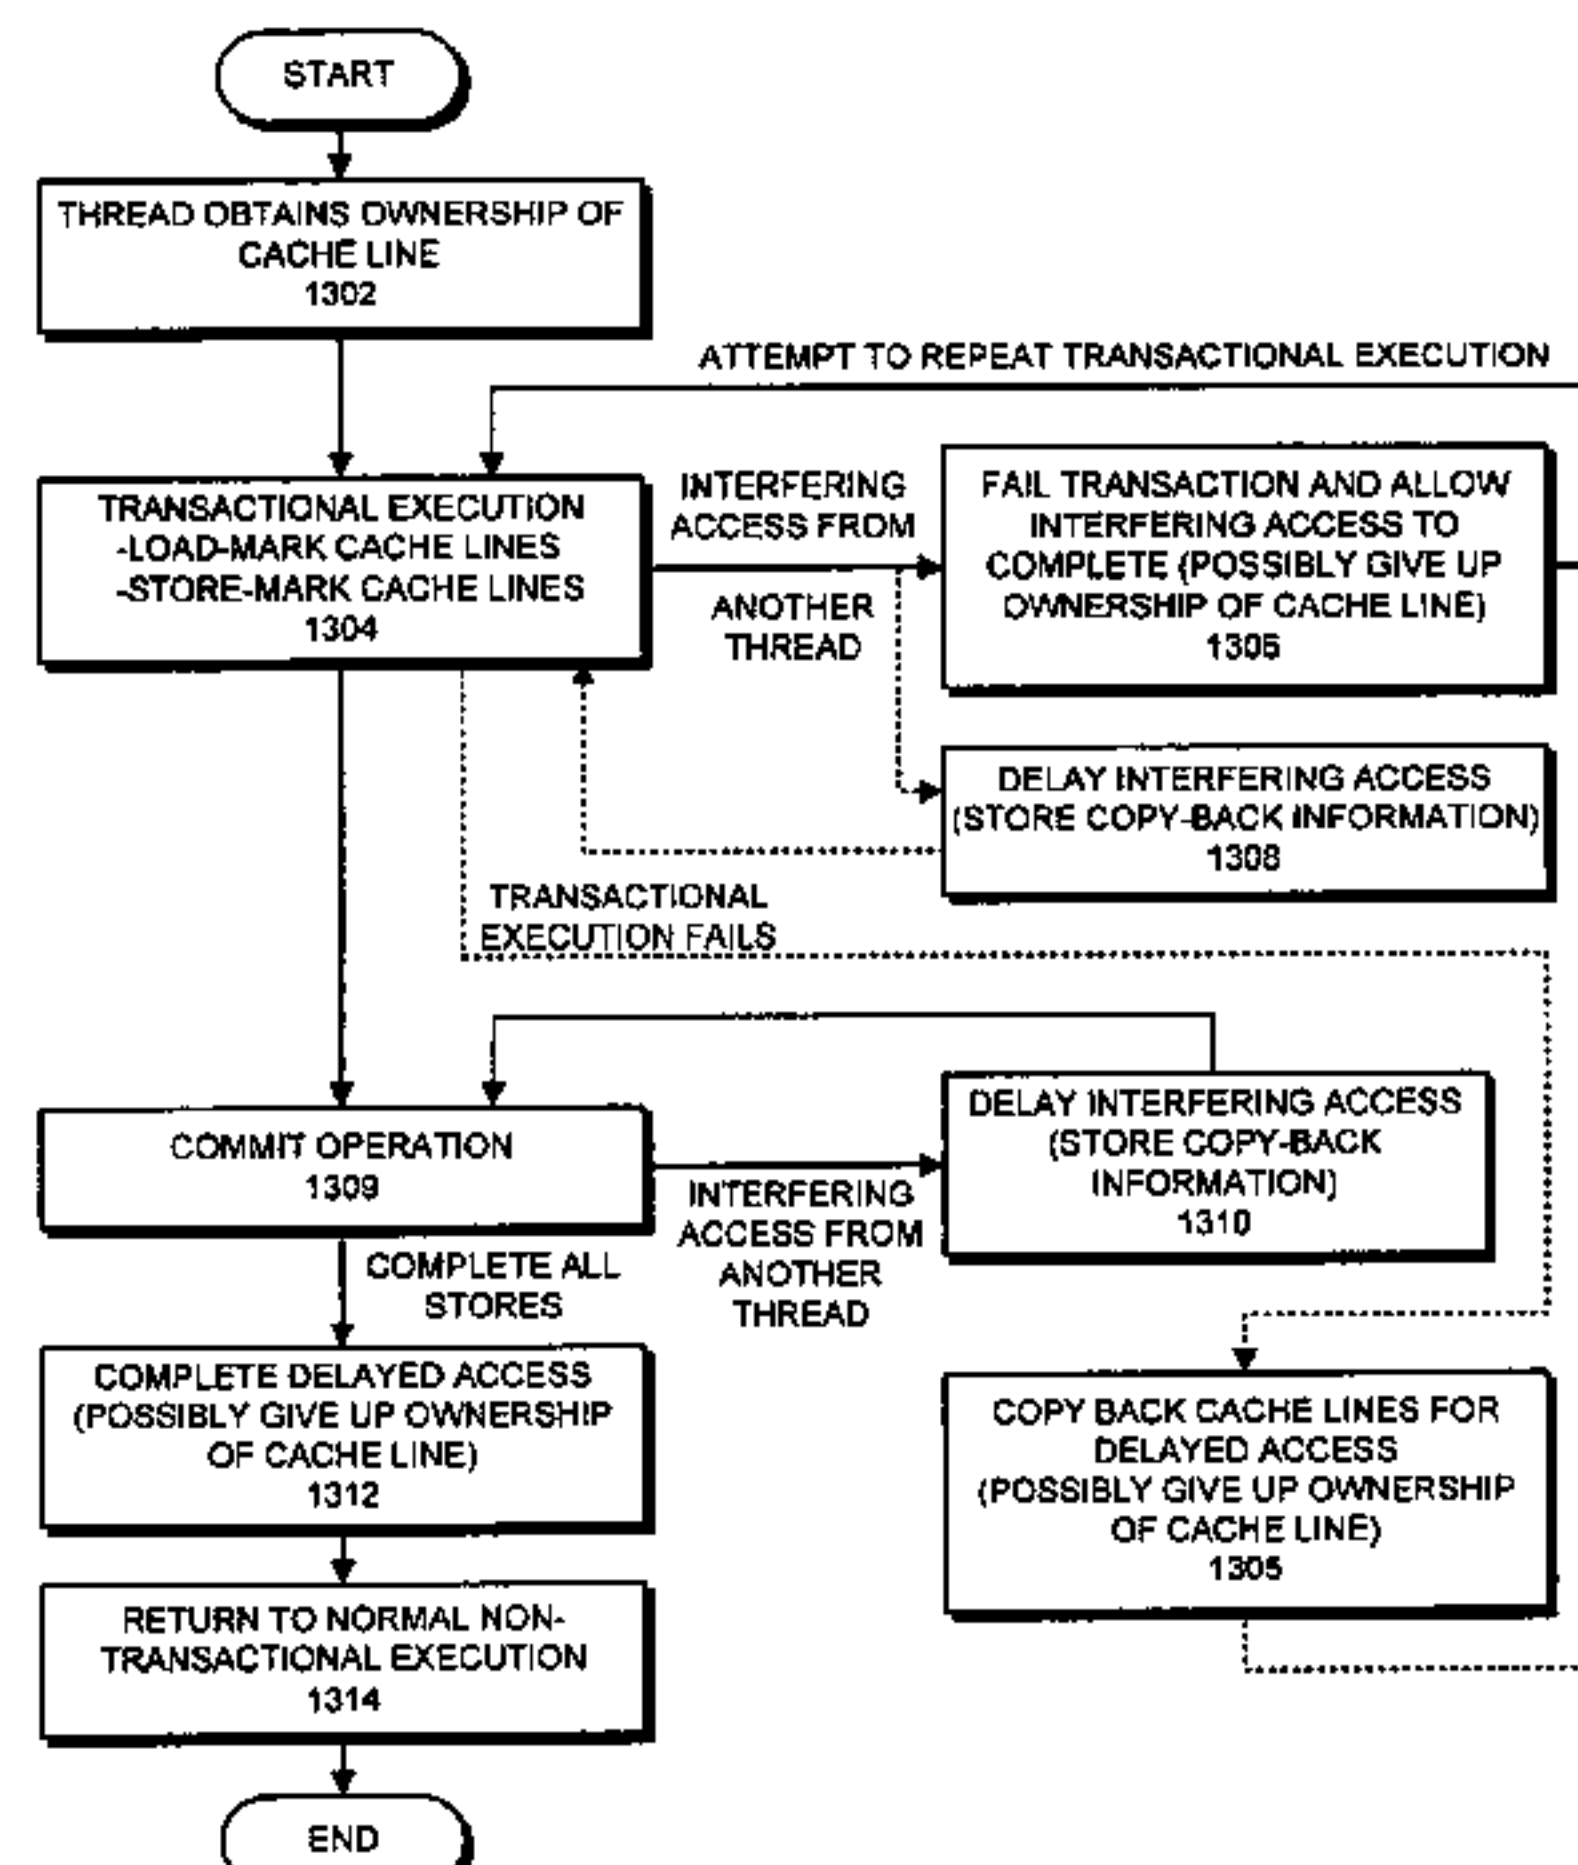 START
THREAD OBTAINS OWNERSHIP OF
CACHE LINE
1302
ATTEMPT TO REPEAT TRANSACTIONAL EXECUTION
TRANSACTIONAL EXECUTION
-LOAD-MARK CACHE LINES
-STORE-MARK CACHE LINES
1304
INTERFERING
ACCESS FROM
ANOTHER
THREAD
FAIL TRANSACTION AND ALLOW
INTERFERING ACCESS TO
COMPLETE (POSSIBLY GIVE UP
OWNERSHIP OF CACHE LINE)
1306
DELAY INTERFERING ACCESS
(STORE COPY-BACK INFORMATION)
1308
TRANSACTIONAL
EXECUTION FAILS
COMMIT OPERATION
1309
INTERFERING
ACCESS FROM
ANOTHER
THREAD
DELAY INTERFERING ACCESS
(STORE COPY-BACK
INFORMATION)
1310
COMPLETE ALL
STORES
COMPLETE DELAYED ACCESS
(POSSIBLY GIVE UP OWNERSHIP
OF CACHE LINE)
1312
COPY BACK CACHE LINES FOR
DELAYED ACCESS
(POSSIBLY GIVE UP OWNERSHIP
OF CACHE LINE)
1305
RETURN TO NORMAL NON-
TRANSACTIONAL EXECUTION
1314
END